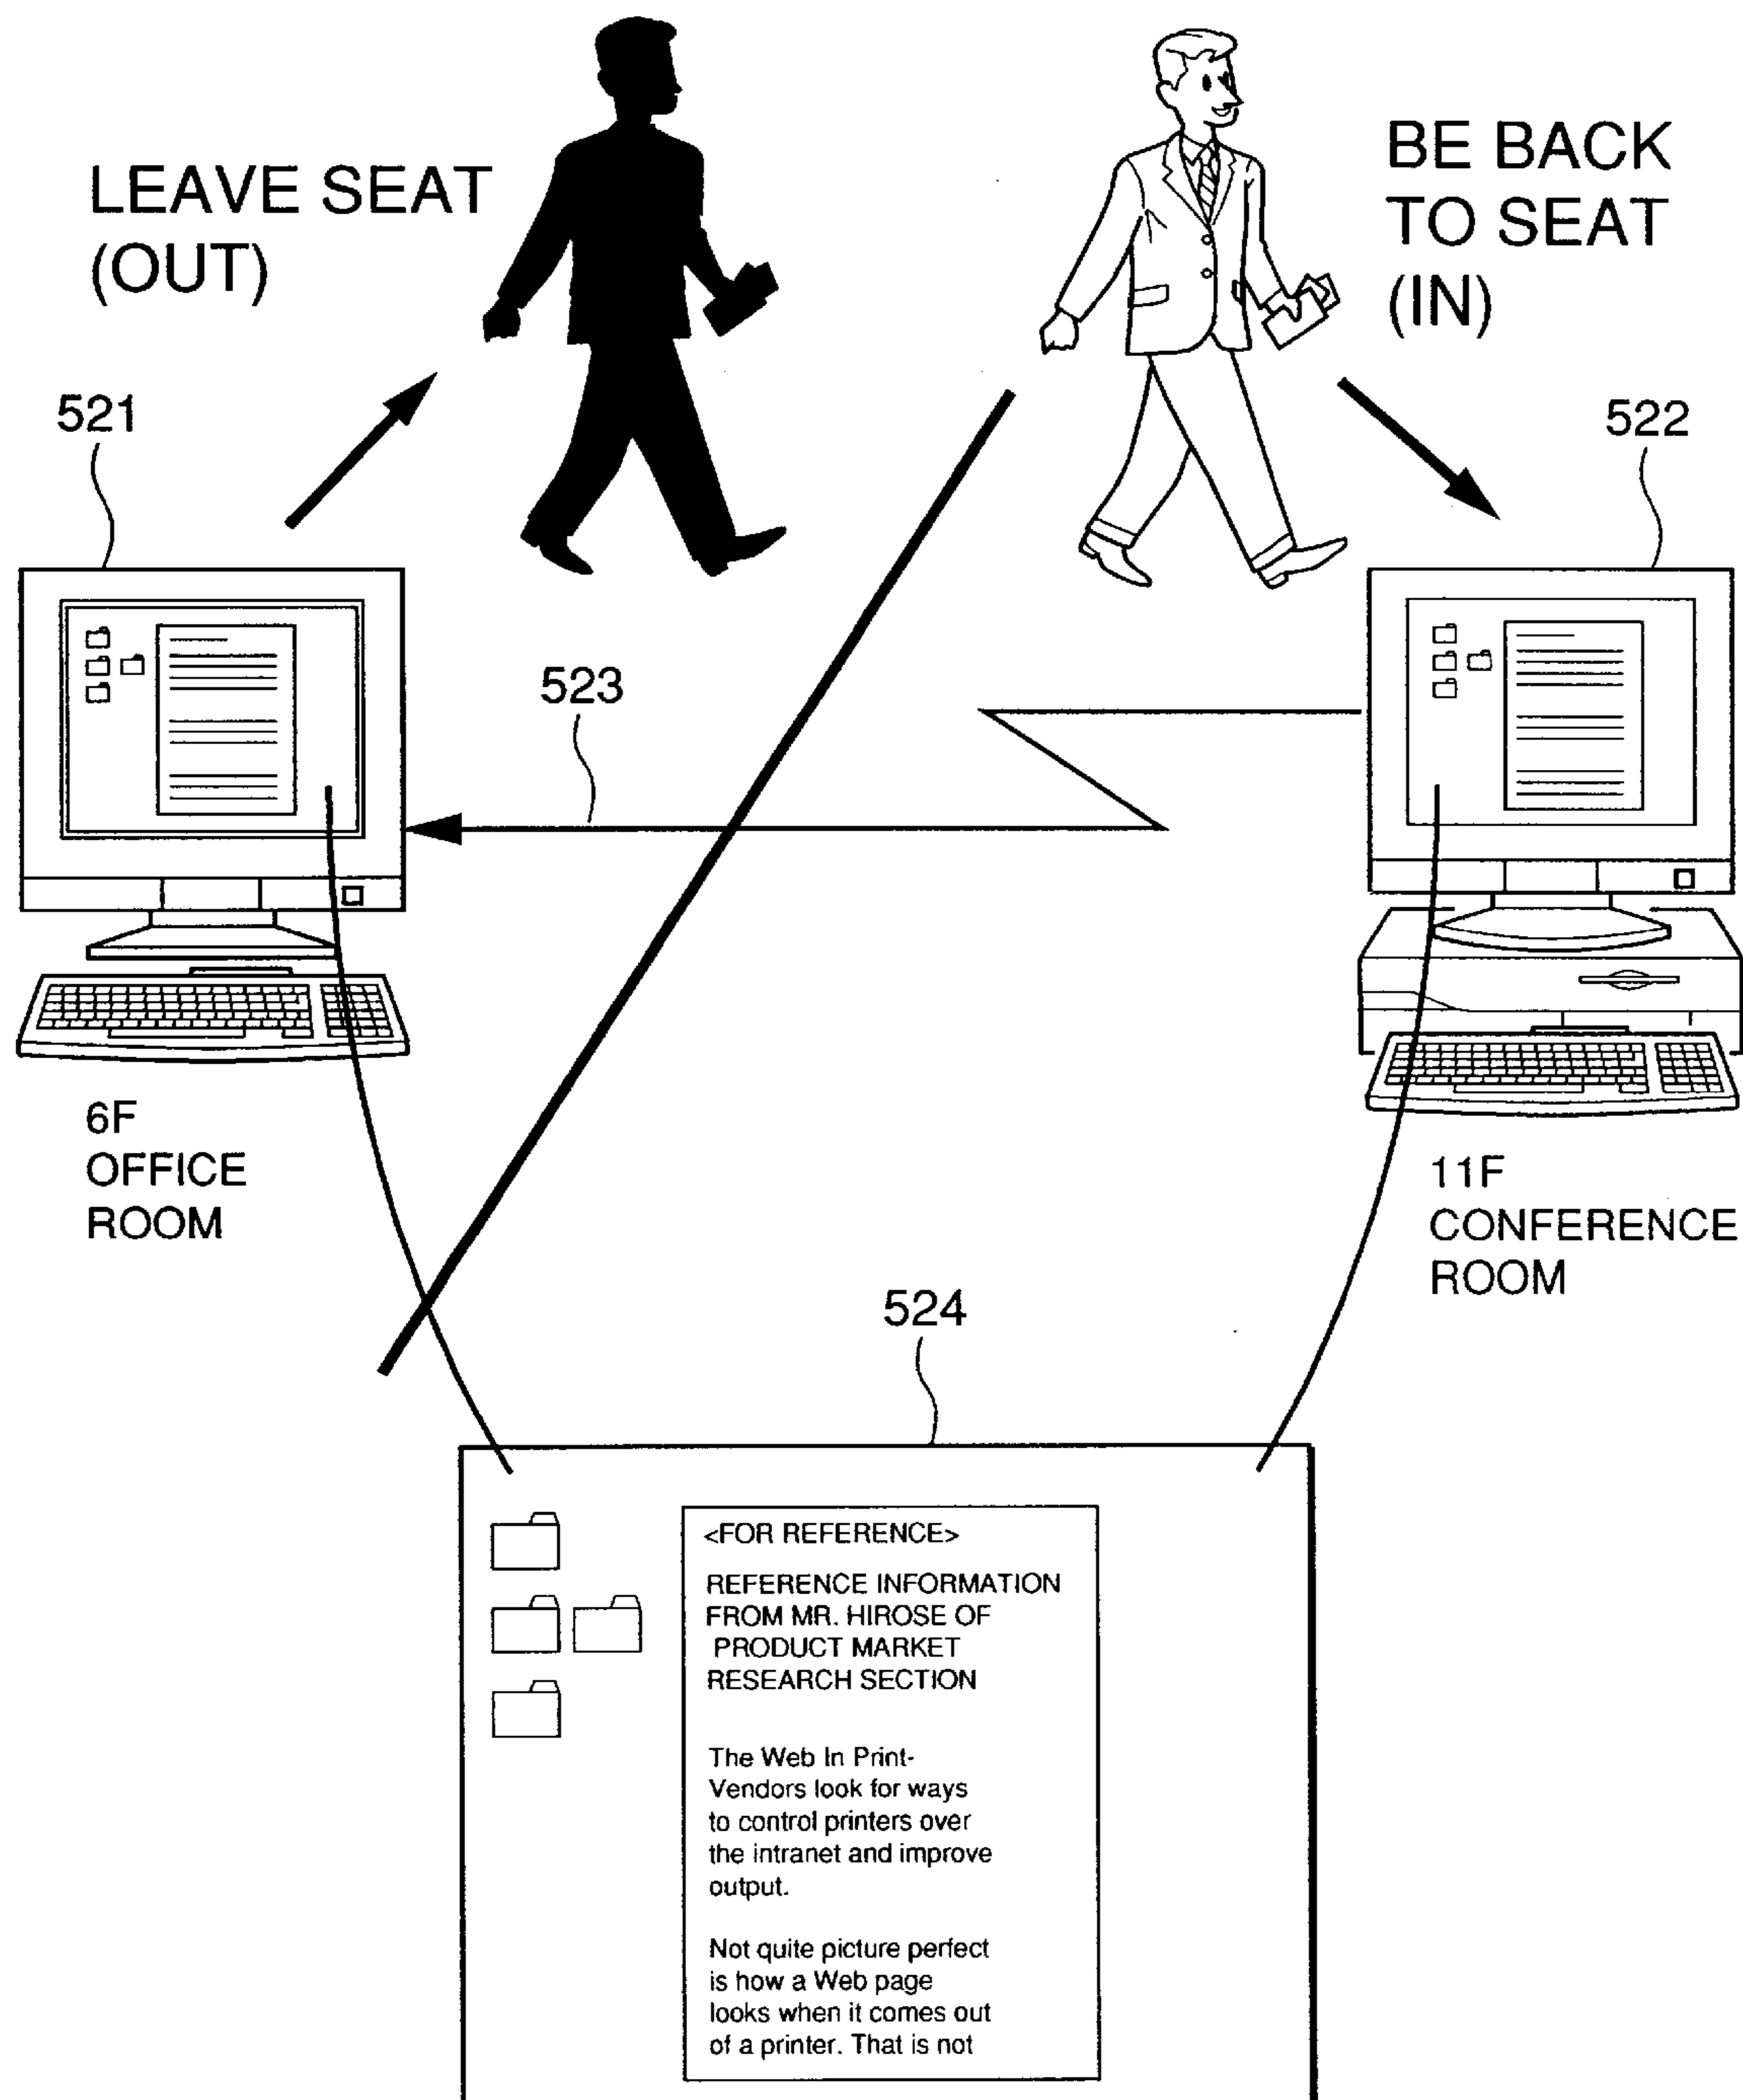 LEAVE SEAT
(OUT)
BE BACK
TO SEAT
(IN)
521
522
523
6F
OFFICE
ROOM
11F
CONFERENCE
ROOM
524
<FOR REFERENCE>
REFERENCE INFORMATION
FROM MR. HIROSE OF
PRODUCT MARKET
RESEARCH SECTION
The Web In Print-
Vendors look for ways
to control printers over
the intranet and improve
output.
Not quite picture perfect
is how a Web page
looks when it comes out
of a printer. That is not